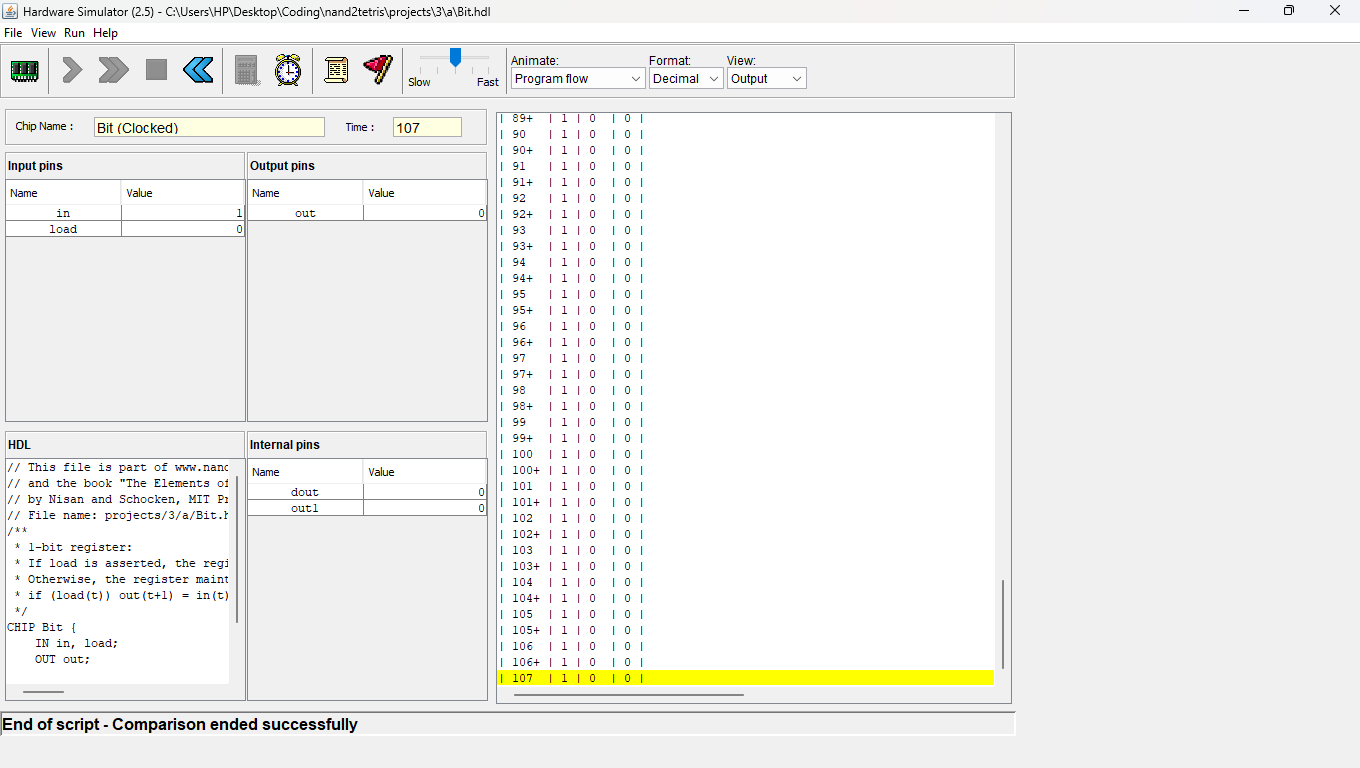 Hardware Simulator (2.5) - C:\Users\HP\Desktop\Coding\nand2tetris\projects\3\a\Bit.hdl
File View Run Help
Slow Fast
Animate: Format: View:
Program flow Decimal Output
Chip Name : Bit (Clocked) Time : 107
Input pins
Name Value
in 1
load 0
Output pins
Name Value
out 0
HDL
// This file is part of www.nand
// and the book "The Elements of
// by Nisan and Schocken, MIT Pr
// File name: projects/3/a/Bit.h
/**
* 1-bit register:
* If load is asserted, the regi
* Otherwise, the register maint
* if (load(t)) out(t+1) = in(t)
*/
CHIP Bit {
IN in, load;
OUT out;
Internal pins
Name Value
dout 0
out1 0
| 89+ | 1 | 0 | 0 |
| 90 | 1 | 0 | 0 |
| 90+ | 1 | 0 | 0 |
| 91 | 1 | 0 | 0 |
| 91+ | 1 | 0 | 0 |
| 92 | 1 | 0 | 0 |
| 92+ | 1 | 0 | 0 |
| 93 | 1 | 0 | 0 |
| 93+ | 1 | 0 | 0 |
| 94 | 1 | 0 | 0 |
| 94+ | 1 | 0 | 0 |
| 95 | 1 | 0 | 0 |
| 95+ | 1 | 0 | 0 |
| 96 | 1 | 0 | 0 |
| 96+ | 1 | 0 | 0 |
| 97 | 1 | 0 | 0 |
| 97+ | 1 | 0 | 0 |
| 98 | 1 | 0 | 0 |
| 98+ | 1 | 0 | 0 |
| 99 | 1 | 0 | 0 |
| 99+ | 1 | 0 | 0 |
| 100 | 1 | 0 | 0 |
| 100+ | 1 | 0 | 0 |
| 101 | 1 | 0 | 0 |
| 101+ | 1 | 0 | 0 |
| 102 | 1 | 0 | 0 |
| 102+ | 1 | 0 | 0 |
| 103 | 1 | 0 | 0 |
| 103+ | 1 | 0 | 0 |
| 104 | 1 | 0 | 0 |
| 104+ | 1 | 0 | 0 |
| 105 | 1 | 0 | 0 |
| 105+ | 1 | 0 | 0 |
| 106 | 1 | 0 | 0 |
| 106+ | 1 | 0 | 0 |
| 107 | 1 | 0 | 0 |
End of script - Comparison ended successfully